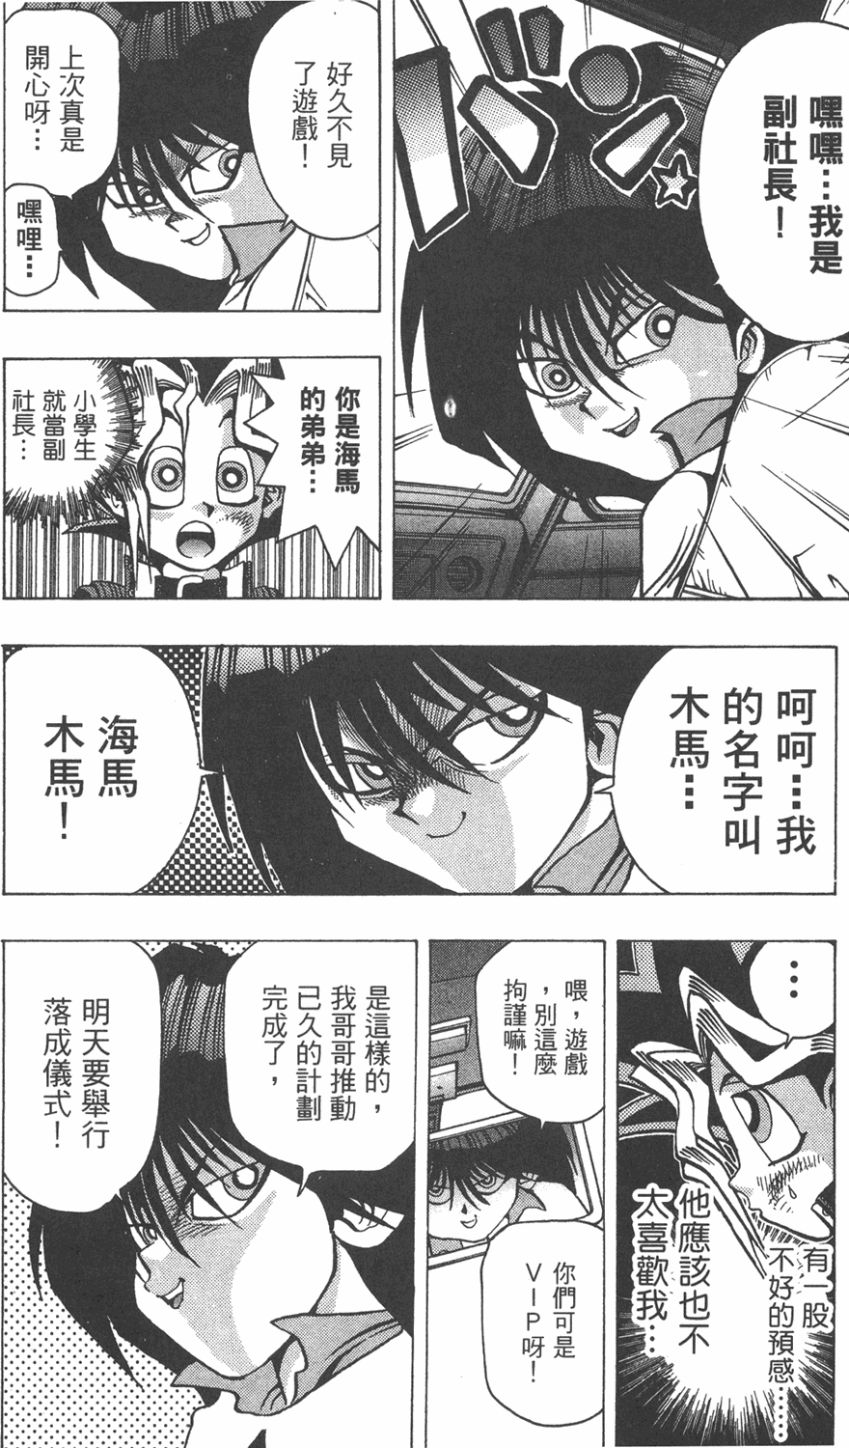 嘿嘿…我是
副社長！
好久不見
了遊戲！
上次真是
開心呀…
嘿哩…
你是海馬
的弟弟…
小學生
就當副
社長…
呵呵…我
的名字叫
木馬…
海馬
木馬！
…
有一股
不好的預感……
他應該也不
太喜歡我…
喂，遊戲
，別這麼
拘謹嘛！
你們可是
VIP呀！
是這樣的，
我哥哥推動
已久的計劃
完成了，
明天要舉行
落成儀式！